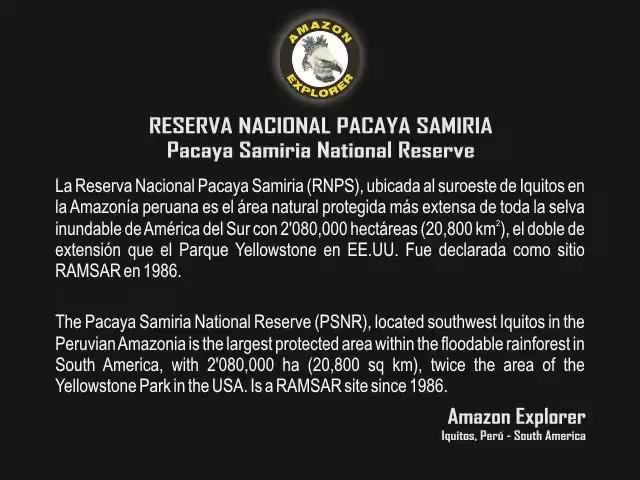 AMAZON
EXPLORER
RESERVA NACIONAL PACAYA SAMIRIA
Pacaya Samiria National Reserve
La Reserva Nacional Pacaya Samiria (RNPS), ubicada al suroeste de Iquitos en
la Amazonía peruana es el área natural protegida más extensa de toda la selva
inundable de América del Sur con 2'080,000 hectáreas (20,800 km²), el doble de
extensión que el Parque Yellowstone en EE.UU. Fue declarada como sitio
RAMSAR en 1986.
The Pacaya Samiria National Reserve (PSNR), located southwest Iquitos in the
Peruvian Amazonia is the largest protected area within the floodable rainforest in
South America, with 2'080,000 ha (20,800 sq km), twice the area of the
Yellowstone Park in the USA. Is a RAMSAR site since 1986.
Amazon Explorer
Iquitos, Perú - South America